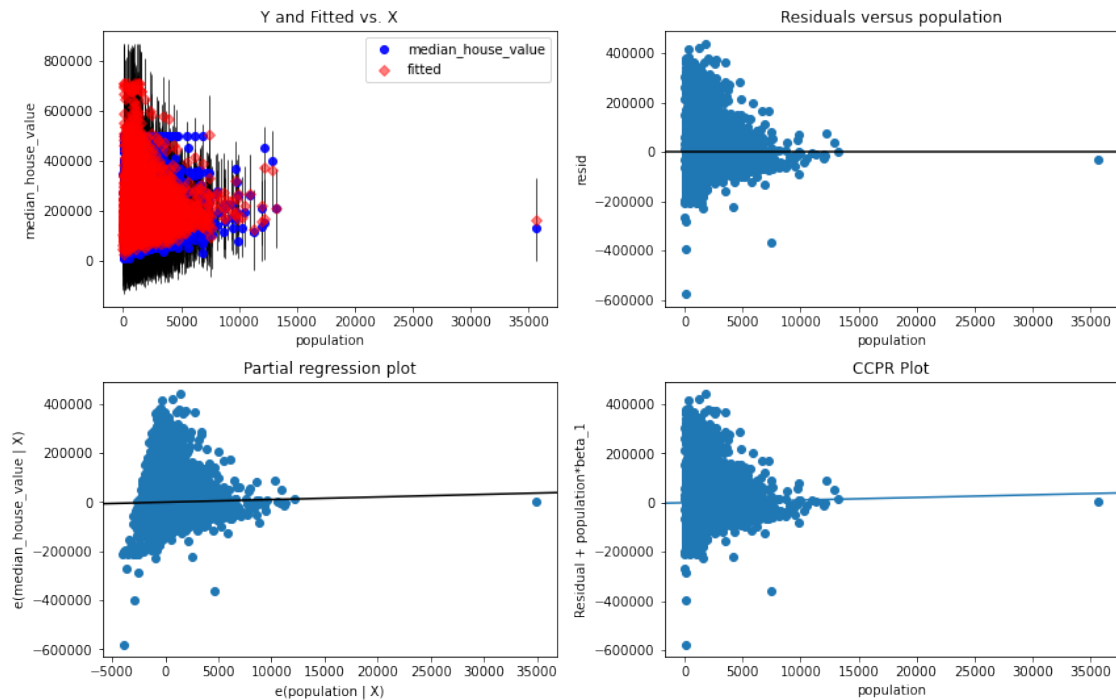 Y and Fitted vs. X
median_house_value
fitted
800000
600000
400000
200000
0
median_house_value
0 5000 10000 15000 20000 25000 30000 35000
population
Residuals versus population
400000
200000
0
−200000
−400000
−600000
resid
0 5000 10000 15000 20000 25000 30000 35000
population
Partial regression plot
400000
200000
0
−200000
−400000
−600000
e(median_house_value | X)
−5000 0 5000 10000 15000 20000 25000 30000 35000
e(population | X)
CCPR Plot
400000
200000
0
−200000
−400000
−600000
Residual + population*beta_1
0 5000 10000 15000 20000 25000 30000 35000
population